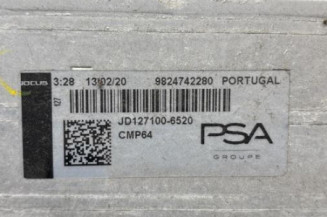 3:28 13/02/20 9824742280 PORTUGAL
JD127100-6520
CMP64
PSA
GROUPE